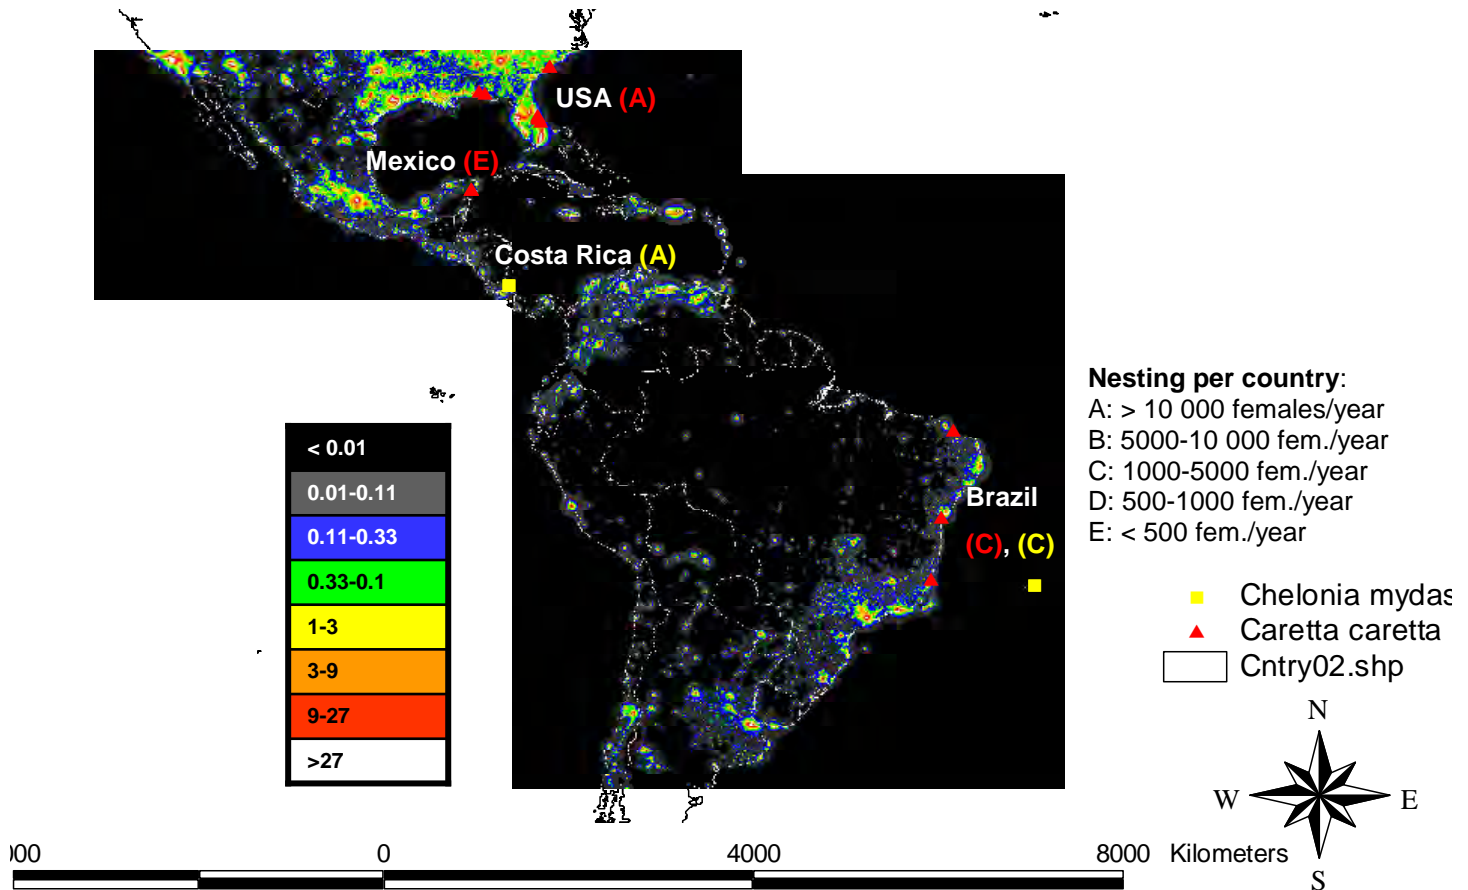 USA (A)
Mexico (E)
Costa Rica (A)
Brazil
(C), (C)
< 0.01
0.01-0.11
0.11-0.33
0.33-0.1
1-3
3-9
9-27
>27
Nesting per country:
A: > 10 000 females/year
B: 5000-10 000 fem./year
C: 1000-5000 fem./year
D: 500-1000 fem./year
E: < 500 fem./year
Chelonia mydas
Caretta caretta
Cntry02.shp
N
W E
S
000 0 4000 8000 Kilometers